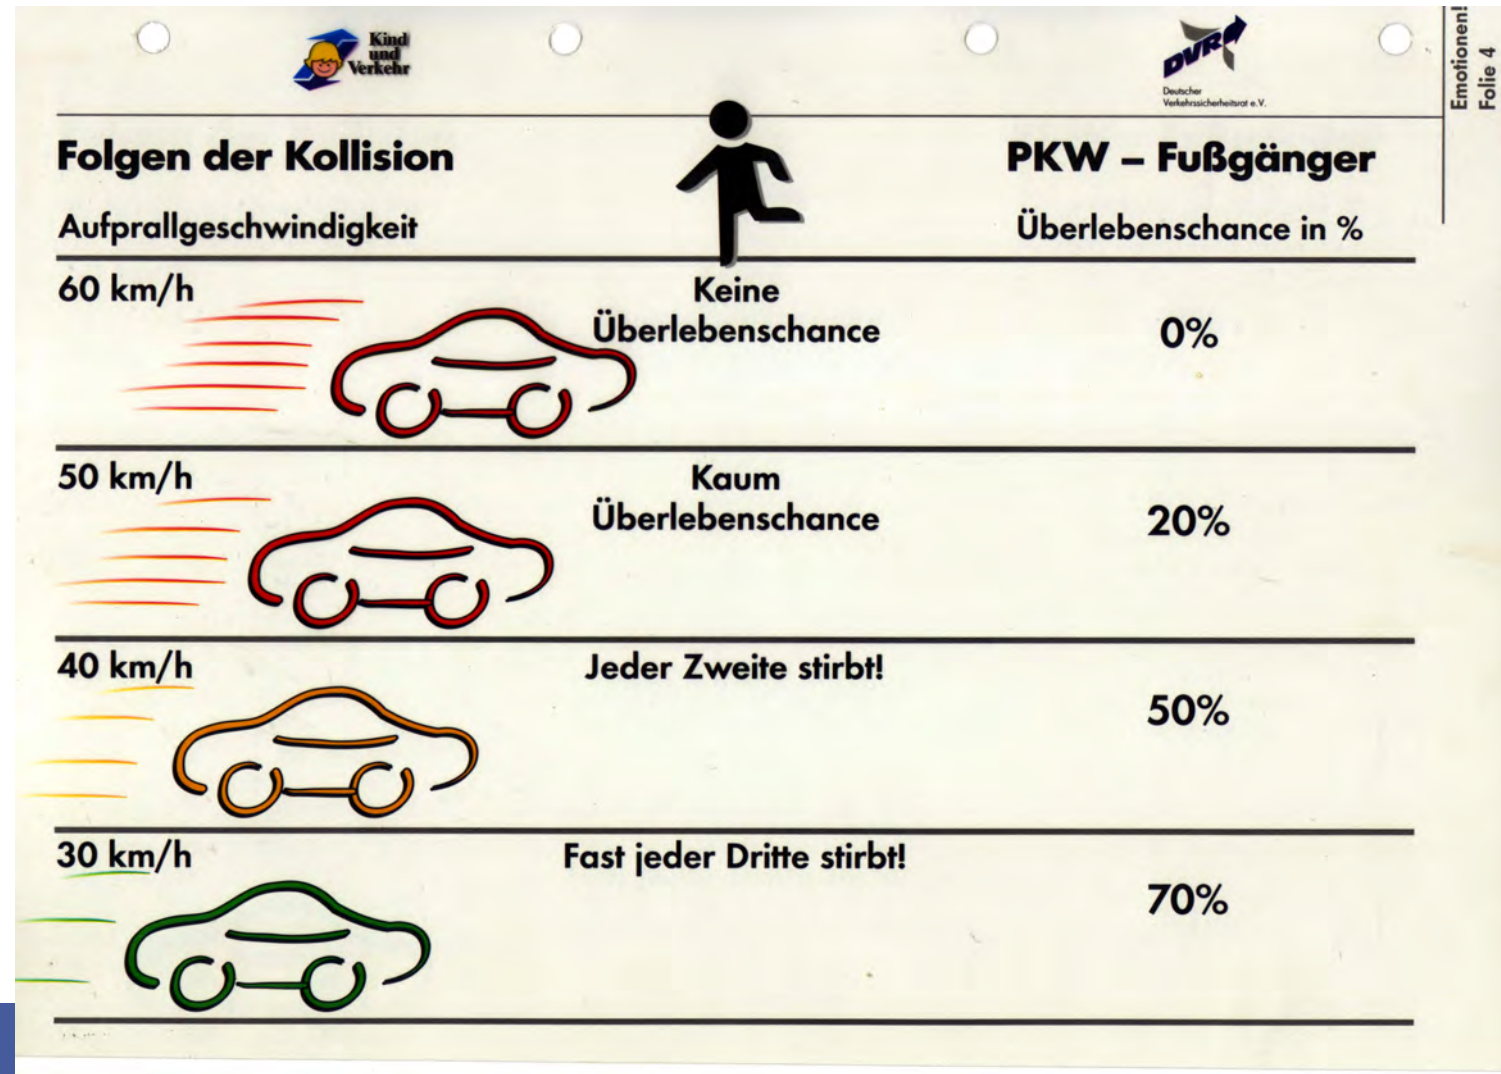 Kind
und
Verkehr
DVR
Deutscher
Verkehrssicherheitsrat e.V.
Emotionen!
Folie 4
Folgen der Kollision
PKW – Fußgänger
Aufprallgeschwindigkeit
Überlebenschance in %
60 km/h
Keine
Überlebenschance
0%
50 km/h
Kaum
Überlebenschance
20%
40 km/h
Jeder Zweite stirbt!
50%
30 km/h
Fast jeder Dritte stirbt!
70%